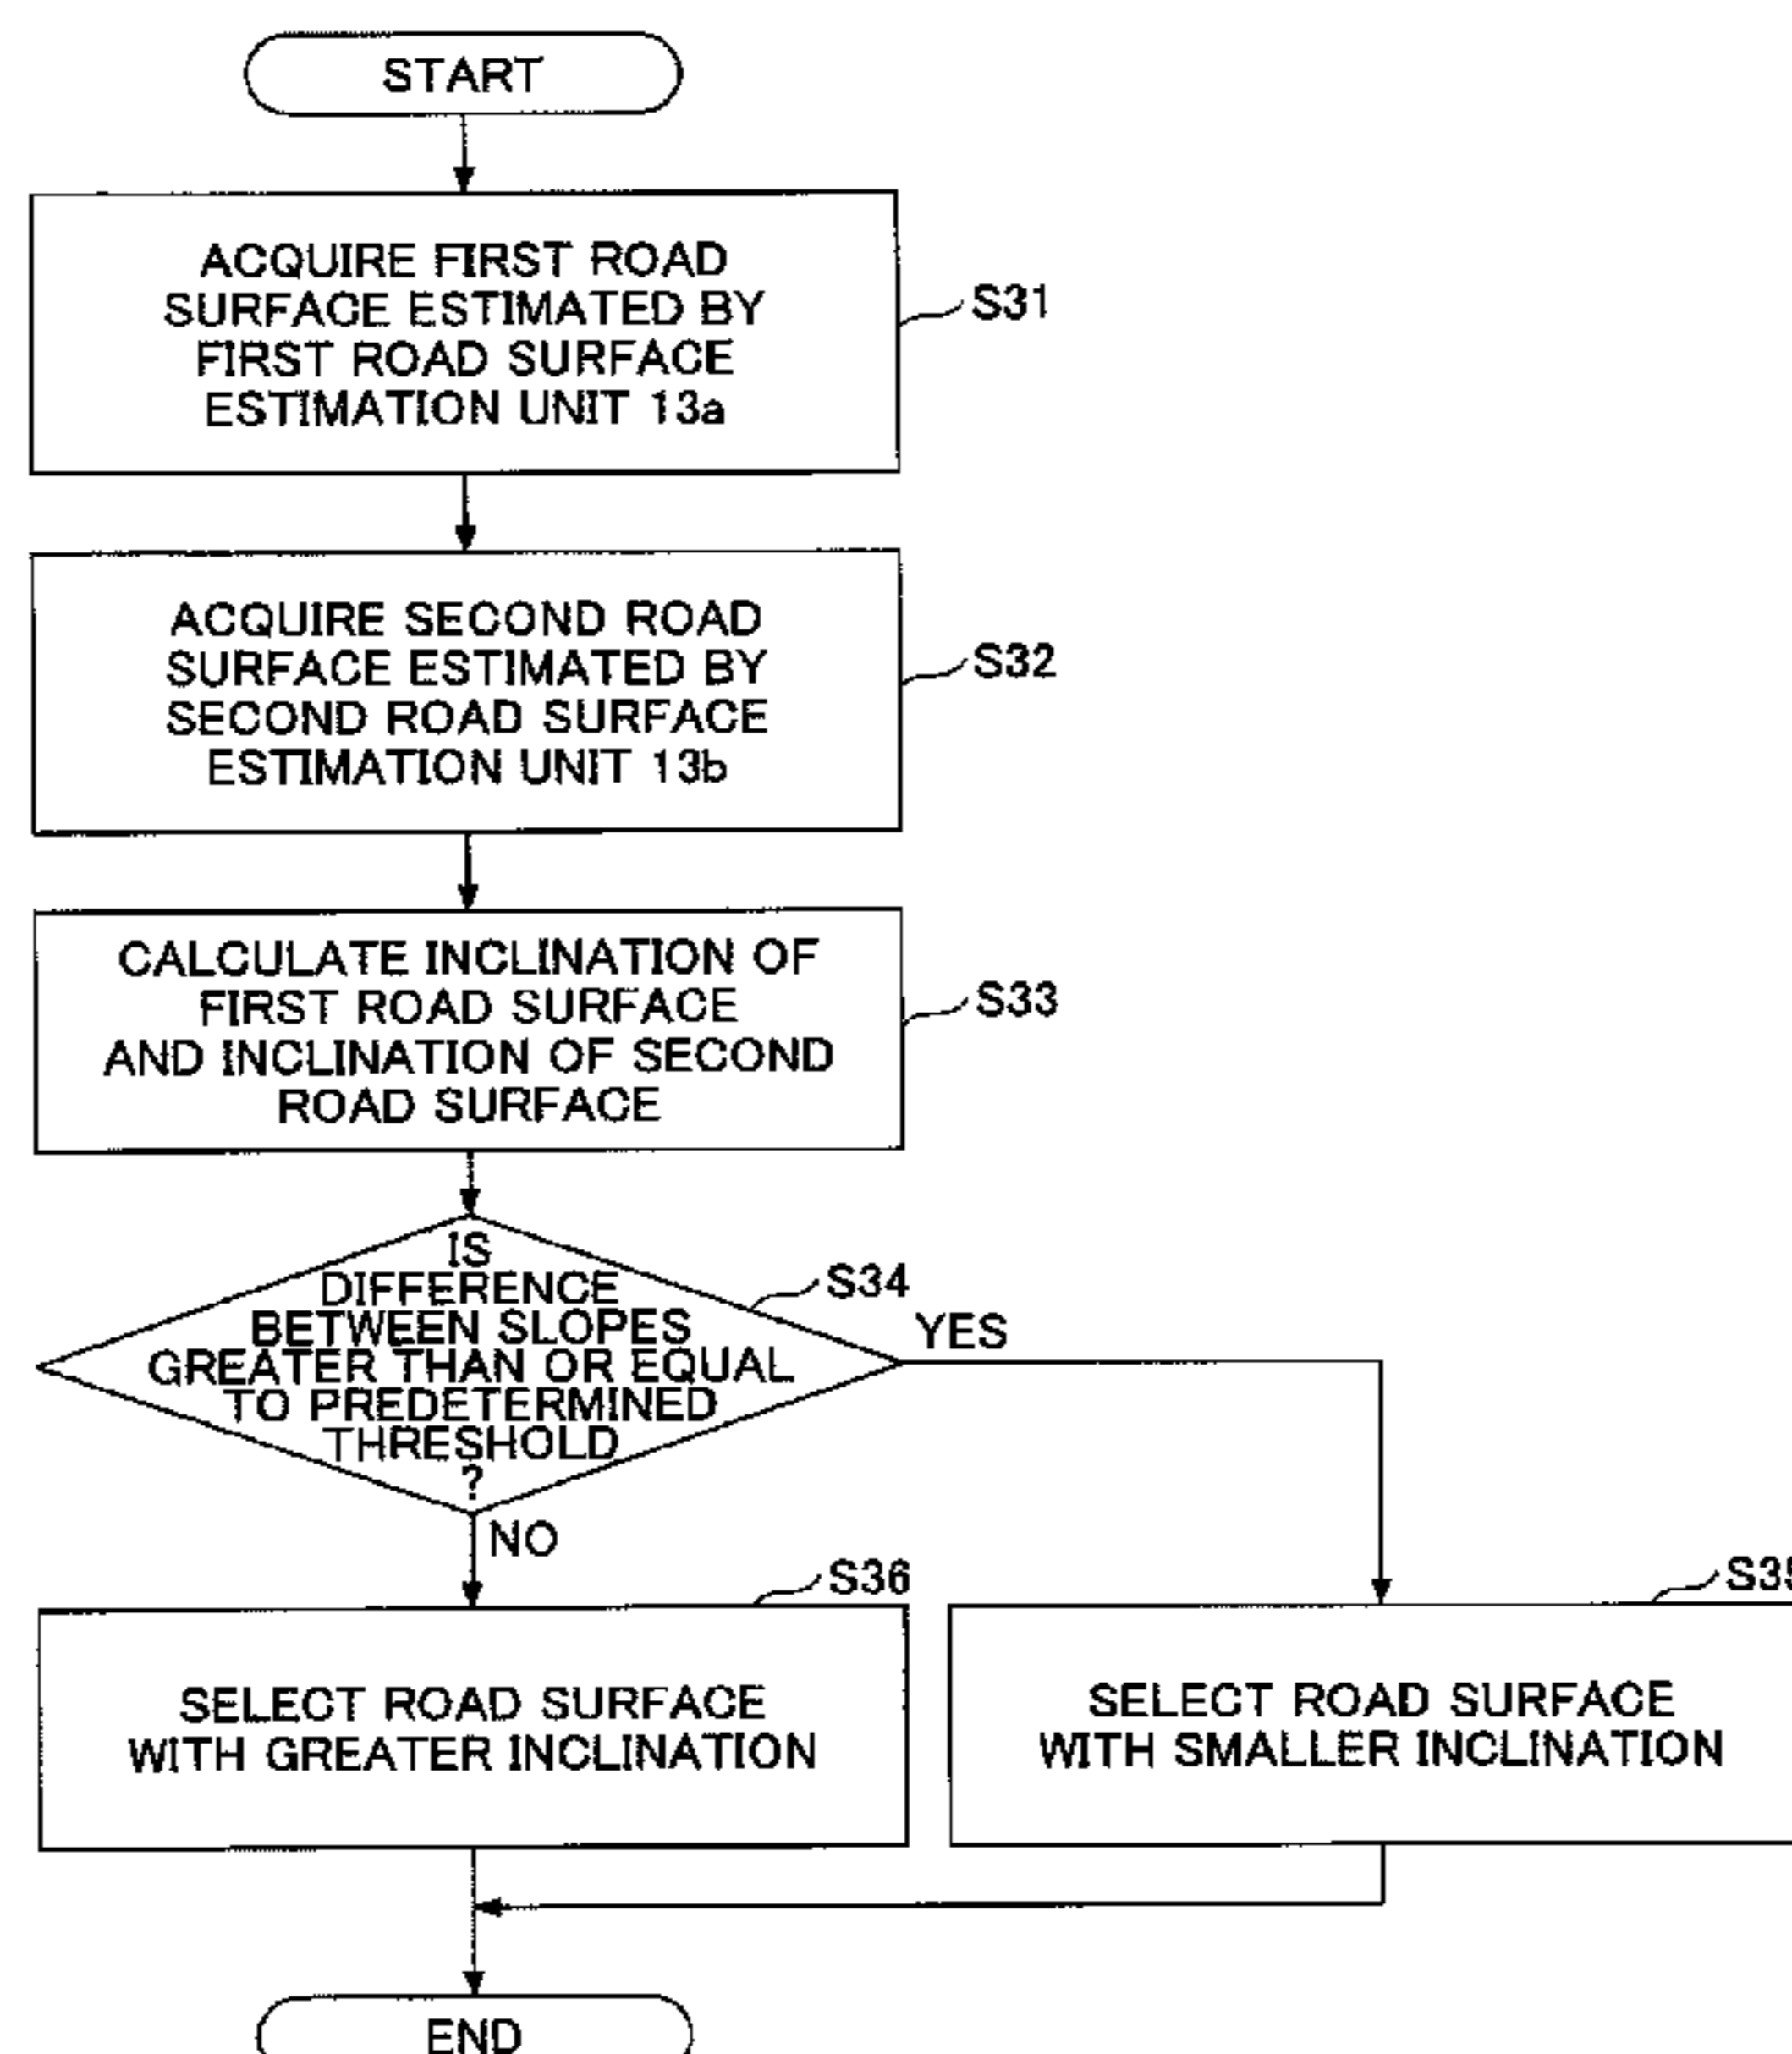 START
ACQUIRE FIRST ROAD
SURFACE ESTIMATED BY
FIRST ROAD SURFACE
ESTIMATION UNIT 13a
S31
ACQUIRE SECOND ROAD
SURFACE ESTIMATED BY
SECOND ROAD SURFACE
ESTIMATION UNIT 13b
S32
CALCULATE INCLINATION OF
FIRST ROAD SURFACE
AND INCLINATION OF SECOND
ROAD SURFACE
S33
IS
DIFFERENCE
BETWEEN SLOPES
GREATER THAN OR EQUAL
TO PREDETERMINED
THRESHOLD
?
S34
YES
NO
S36
SELECT ROAD SURFACE
WITH GREATER INCLINATION
SELECT ROAD SURFACE
WITH SMALLER INCLINATION
END